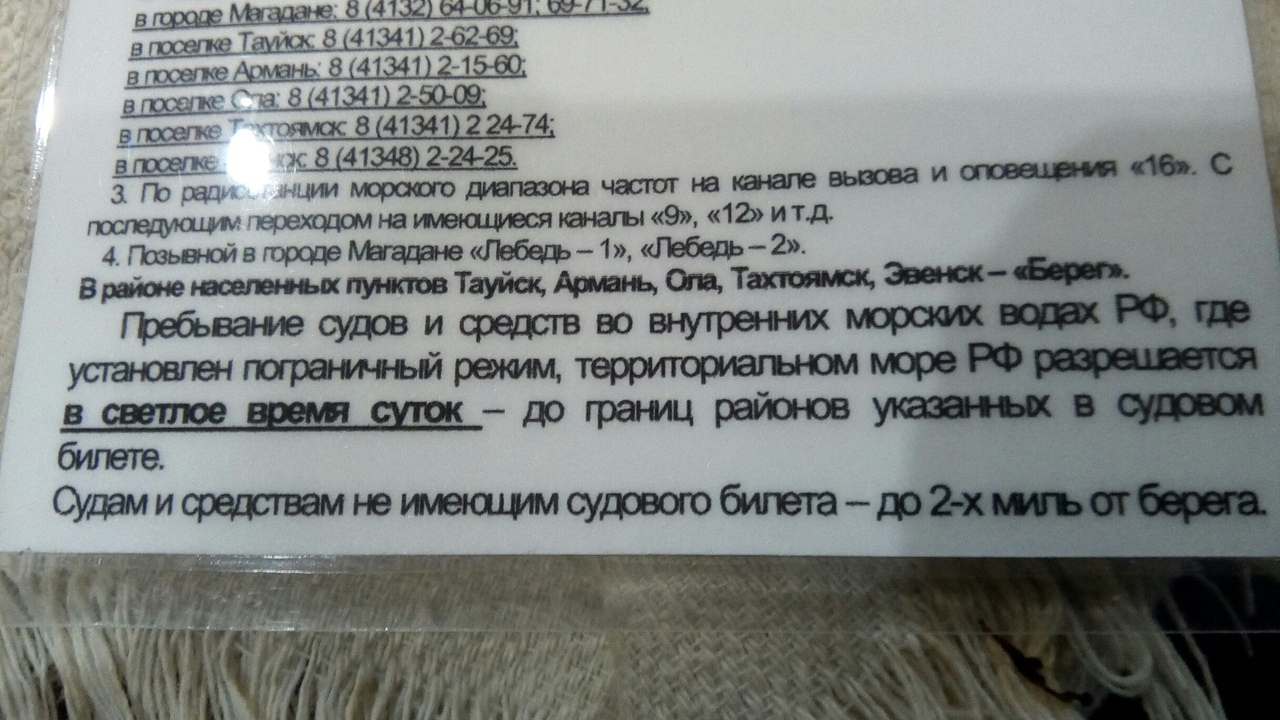 в городе Магадане: 8 (4132) 64-06-91; 69-71-32;
в поселке Тауйск: 8 (41341) 2-62-69;
в поселке Армань: 8 (41341) 2-15-60;
в поселке Ола: 8 (41341) 2-50-09;
в поселке Тахтоямск: 8 (41341) 2 24-74;
в поселке 8 (41348) 2-24-25.
3. По радиостанции морского диапазона частот на канале вызова и оповещения «16». С
последующим переходом на имеющиеся каналы «9», «12» и т.д.
4. Позывной в городе Магадане «Лебедь – 1», «Лебедь – 2».
В районе населенных пунктов Тауйск, Армань, Ола, Тахтоямск, Эвенск – «Берег».
Пребывание судов и средств во внутренних морских водах РФ, где
установлен пограничный режим, территориальном море РФ разрешается
в светлое время суток – до границ районов указанных в судовом
билете.
Судам и средствам не имеющим судового билета – до 2-х миль от берега.